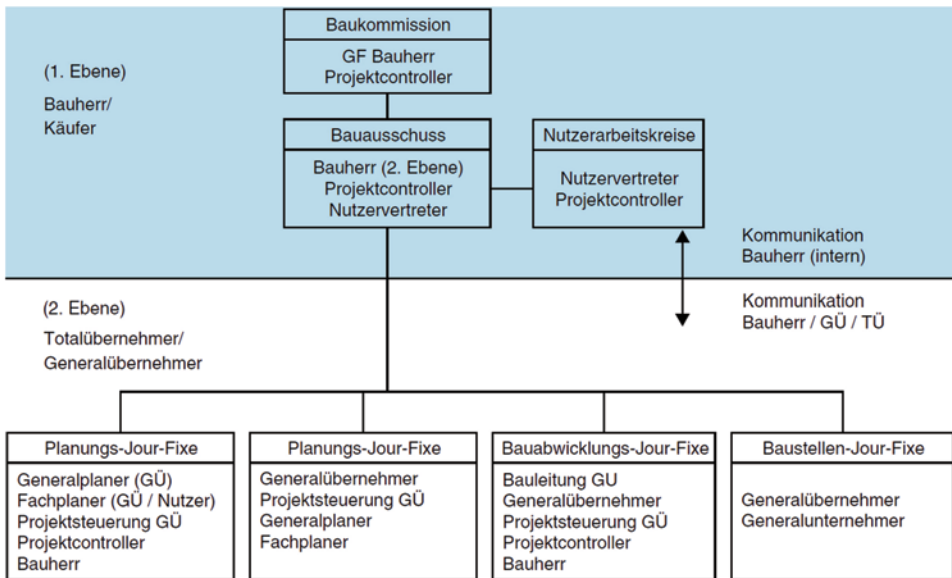 Baukommission
GF Bauherr
Projektcontroller
(1. Ebene)
Bauherr/
Käufer
Bauausschuss
Bauherr (2. Ebene)
Projektcontroller
Nutzervertreter
Nutzerarbeitskreise
Nutzervertreter
Projektcontroller
Kommunikation
Bauherr (intern)
(2. Ebene)
Totalübernehmer/
Generalübernehmer
Kommunikation
Bauherr / GÜ / TÜ
Planungs-Jour-Fixe
Generalplaner (GÜ)
Fachplaner (GÜ / Nutzer)
Projektsteuerung GÜ
Projektcontroller
Bauherr
Planungs-Jour-Fixe
Generalübernehmer
Projektsteuerung GÜ
Generalplaner
Fachplaner
Bauabwicklungs-Jour-Fixe
Bauleitung GU
Generalübernehmer
Projektsteuerung GÜ
Projektcontroller
Bauherr
Baustellen-Jour-Fixe
Generalübernehmer
Generalunternehmer